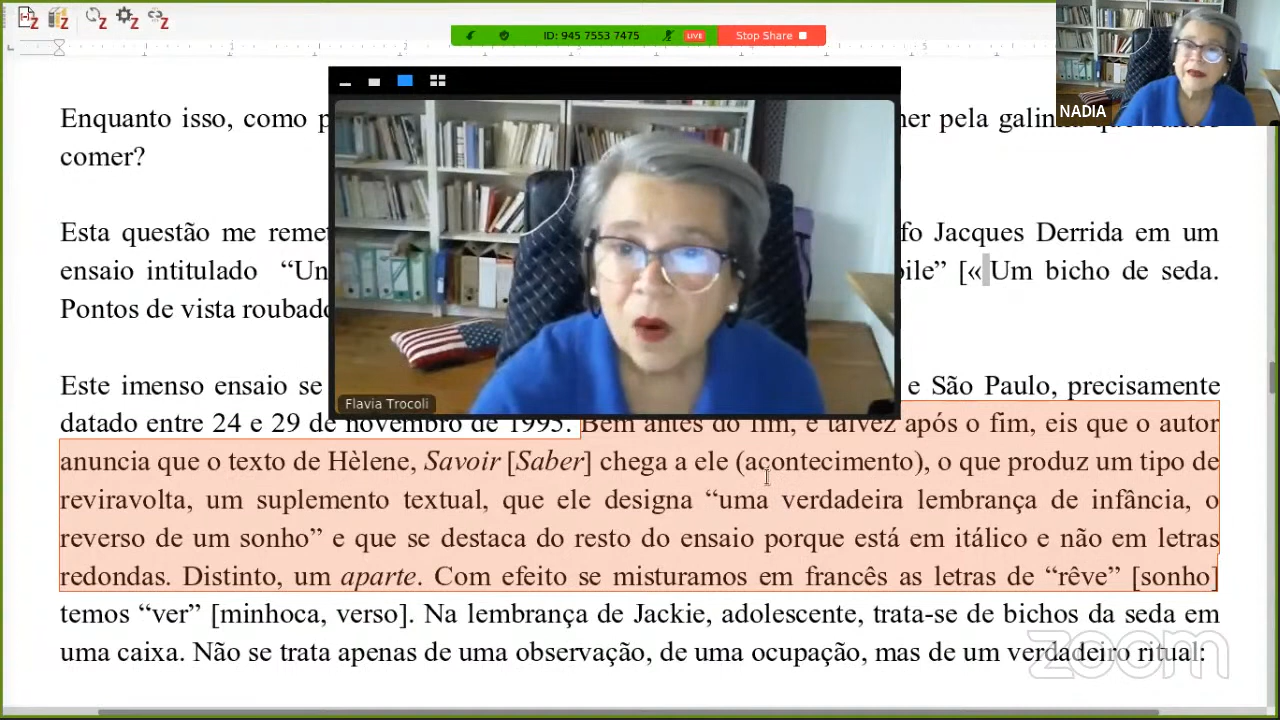 ID: 945 7553 7475
LIVE
Stop Share
NADIA
Enquanto isso, como
pela
comer?
Esta questão me
Jacques Derrida em um
ensaio intitulado “Un
[« Um bicho de seda.
Pontos de vista
Flavia Trocoli
Este imenso ensaio se
e São Paulo, precisamente
datado entre 24 e 29 de novembro de 1995. Bem antes do fim, e talvez após o fim, eis que o autor
anuncia que o texto de Hèlene, Savoir [Saber] chega a ele (acontecimento), o que produz um tipo de
reviravolta, um suplemento textual, que ele designa “uma verdadeira lembrança de infância, o
reverso de um sonho” e que se destaca do resto do ensaio porque está em itálico e não em letras
redondas. Distinto, um aparte. Com efeito se misturamos em francês as letras de “rêve” [sonho]
temos “ver” [minhoca, verso]. Na lembrança de Jackie, adolescente, trata-se de bichos da seda em
uma caixa. Não se trata apenas de uma observação, de uma ocupação, mas de um verdadeiro ritual:
zoom